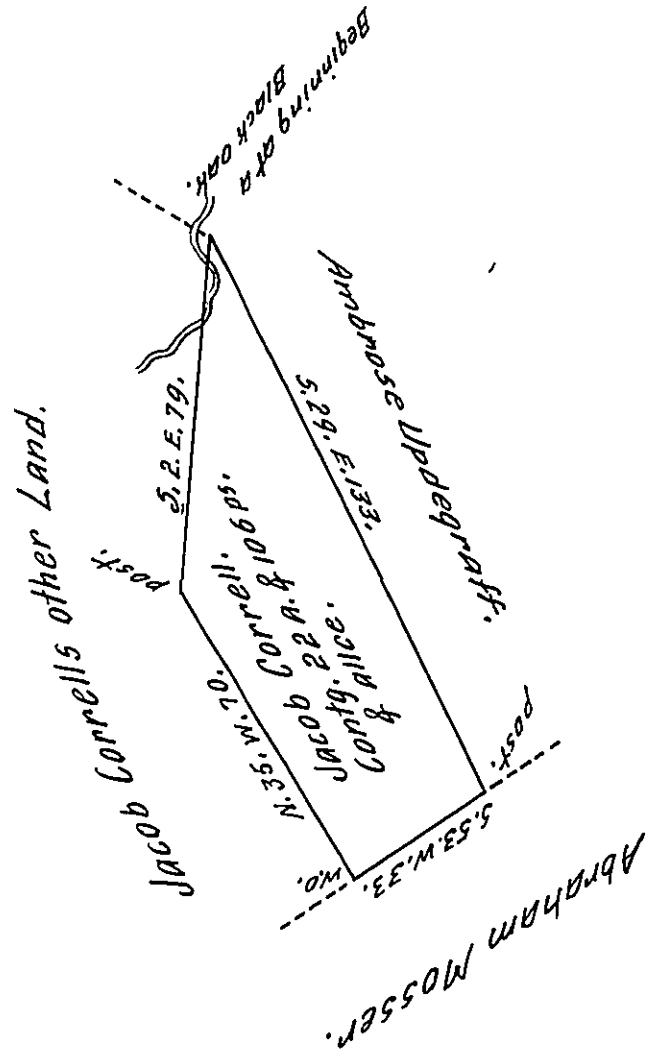 Beginning at a
Black oak.
Jacob Corrells other Land.
post.
S.2.E.79.
N.35.W.70.
Jacob Correll.
Contg. 22 A. & 106 ps.
& Allce.
S.29.E.133.
Ambrose Updegraff.
w.o.
S.53.W.33.
post.
Abraham Mosser.